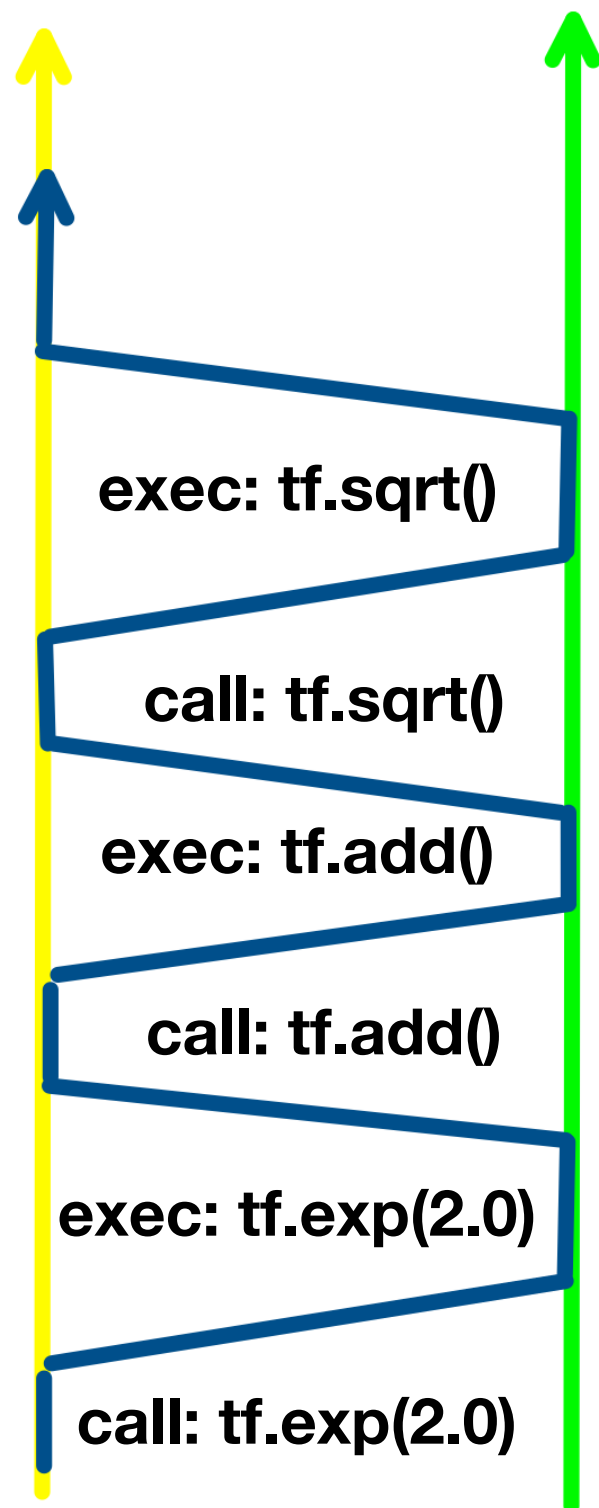 exec: tf.sqrt()
call: tf.sqrt()
exec: tf.add()
call: tf.add()
exec: tf.exp(2.0)
call: tf.exp(2.0)